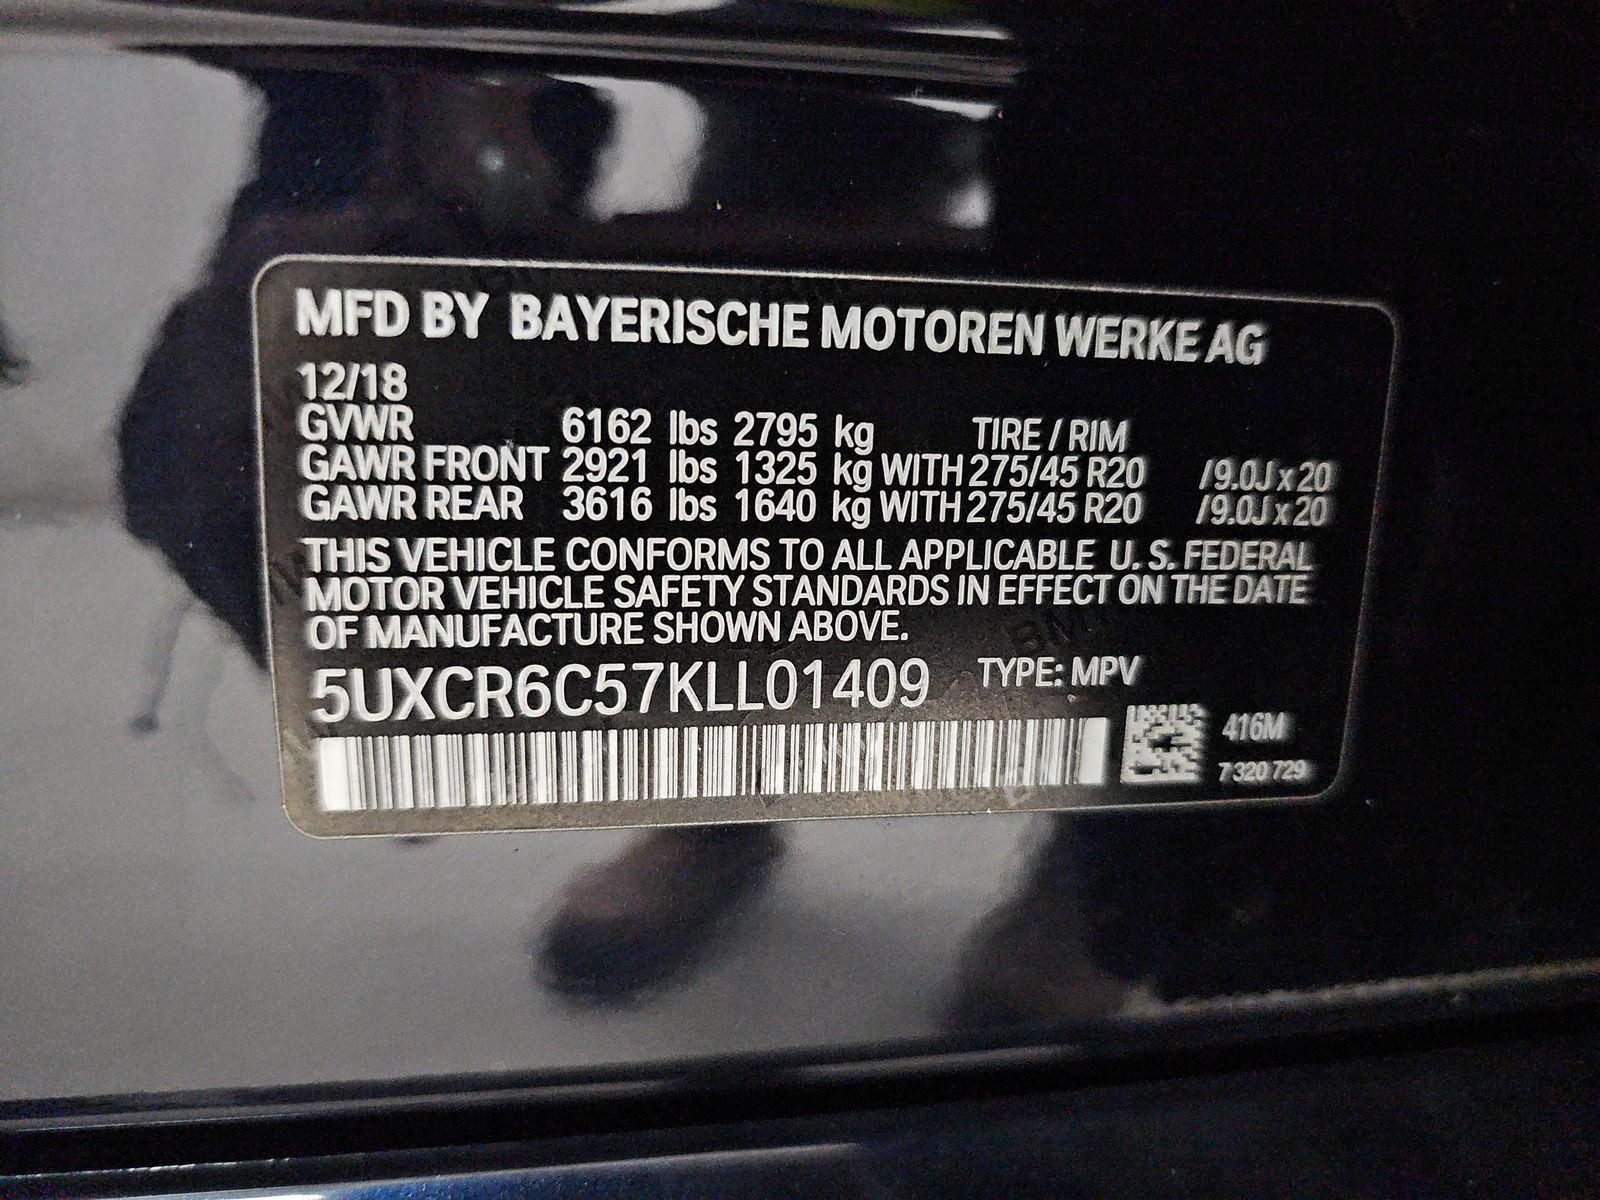 MFD BY BAYERISCHE MOTOREN WERKE AG
12/18
GVWR 6162 lbs 2795 kg TIRE / RIM
GAWR FRONT 2921 lbs 1325 kg WITH 275/45 R20 /9.0J x 20
GAWR REAR 3616 lbs 1640 kg WITH 275/45 R20 /9.0J x 20
THIS VEHICLE CONFORMS TO ALL APPLICABLE U. S. FEDERAL
MOTOR VEHICLE SAFETY STANDARDS IN EFFECT ON THE DATE
OF MANUFACTURE SHOWN ABOVE.
5UXCR6C57KLL01409 TYPE: MPV
416M
7 320 729